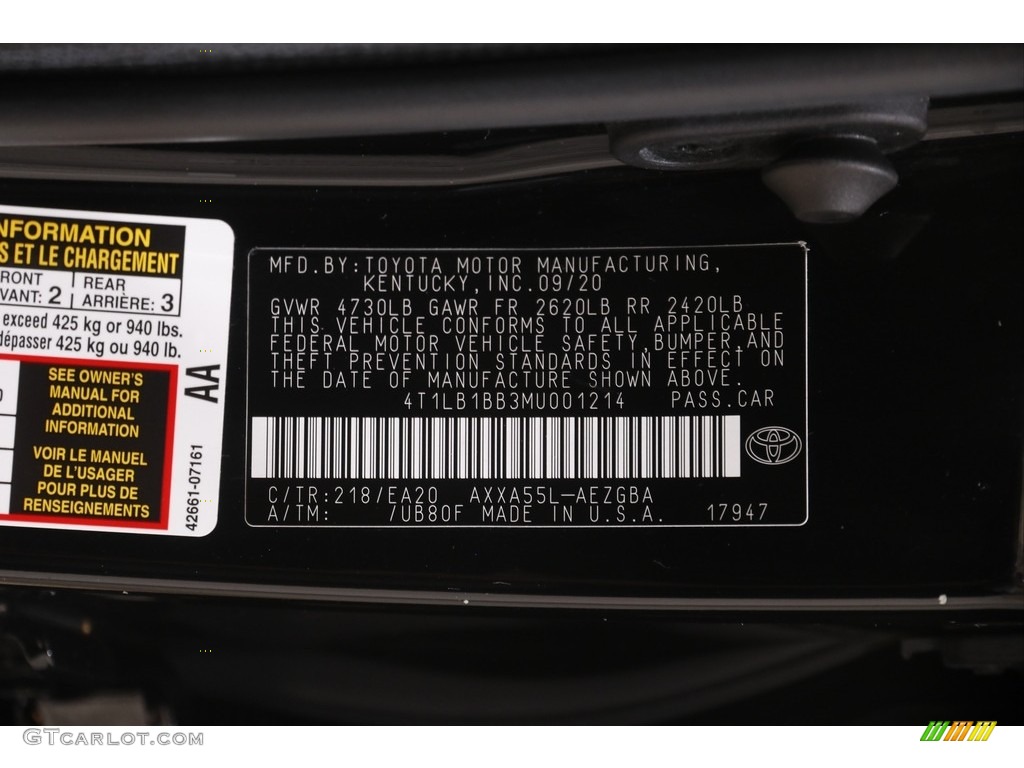 NFORMATION
S ET LE CHARGEMENT
RONT
REAR
VANT: 2
ARRIÈRE: 3
exceed 425 kg or 940 lbs.
dépasser 425 kg ou 940 lb.
SEE OWNER'S
MANUAL FOR
ADDITIONAL
INFORMATION
VOIR LE MANUEL
DE L'USAGER
POUR PLUS DE
RENSEIGNEMENTS
AA
42661-07161
MFD.BY:TOYOTA MOTOR MANUFACTURING,
KENTUCKY,INC.09/20
GVWR 4730LB GAWR FR 2620LB RR 2420LB
THIS VEHICLE CONFORMS TO ALL APPLICABLE
FEDERAL MOTOR VEHICLE SAFETY,BUMPER,AND
THEFT PREVENTION STANDARDS IN EFFECT ON
THE DATE OF MANUFACTURE SHOWN ABOVE.
4T1LB1BB3MU001214 PASS.CAR
C/TR:218/EA20 AXXA55L-AEZGBA
A/TM: /UB80F MADE IN U.S.A. 17947
GTCarlot.com